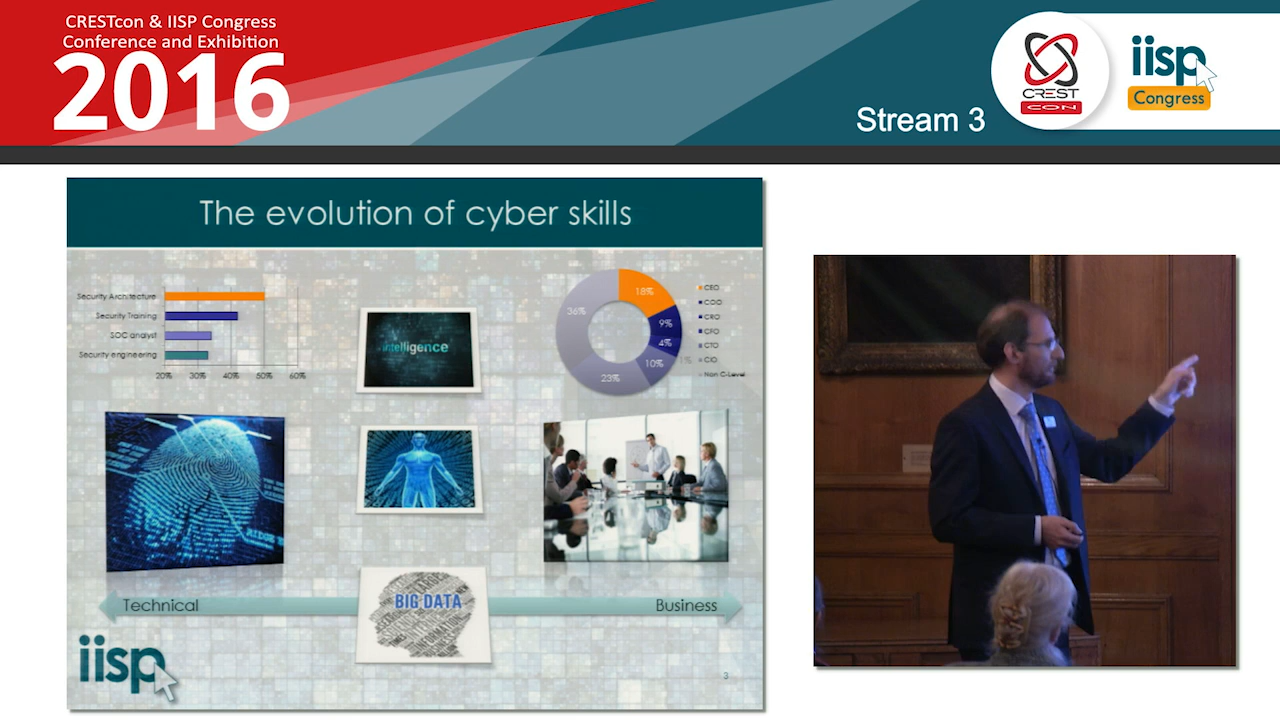 CRESTcon & IISP Congress
Conference and Exhibition
2016
Stream 3
CREST
CON
iisp
Congress
The evolution of cyber skills
Security Architecture
Security Training
SOC analyst
Security engineering
20% 30% 40% 50% 60%
intelligence
18%
9%
4%
1%
10%
23%
36%
CEO
COO
CRO
CFO
CTO
CIO
Non C-Level
Technical
BIG DATA
Business
iisp
3